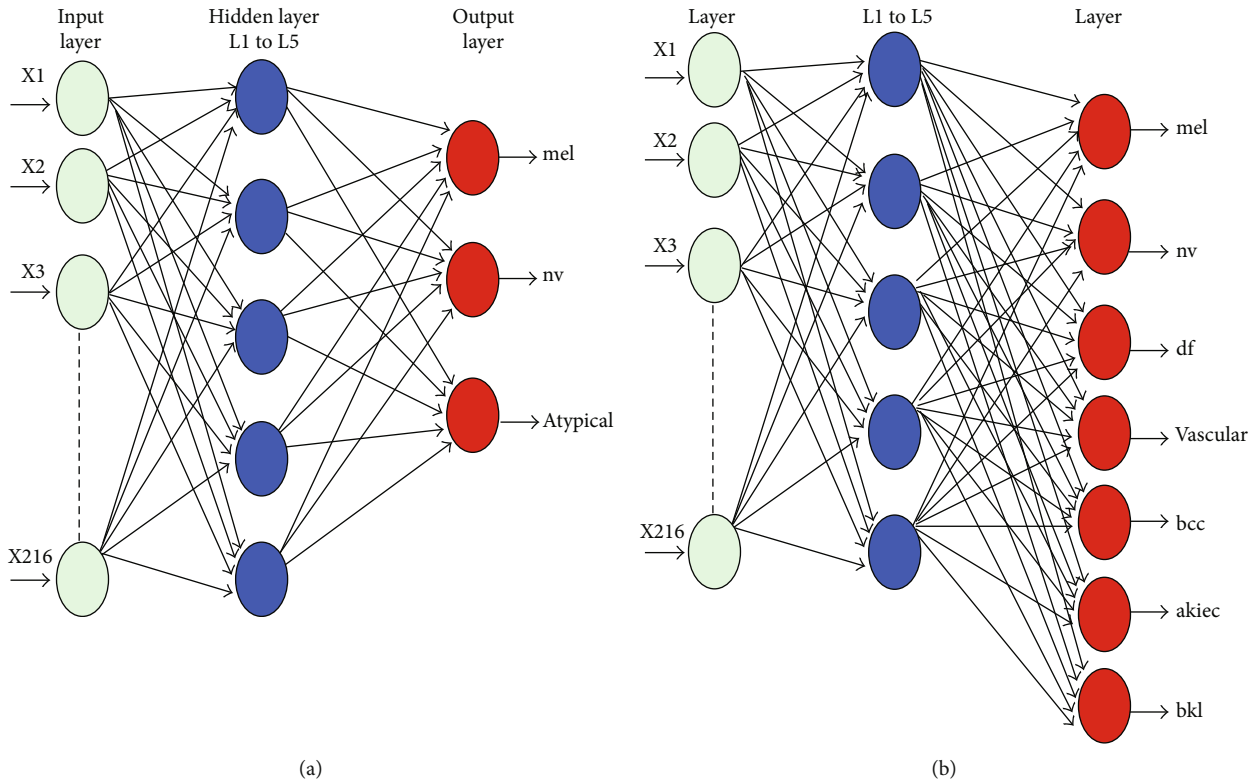 Input
layer
Hidden layer
L1 to L5
Output
layer
X1
X2
X3
X216
mel
nv
Atypical
(a)
Layer
L1 to L5
Layer
X1
X2
X3
X216
mel
nv
df
Vascular
bcc
akiec
bkl
(b)